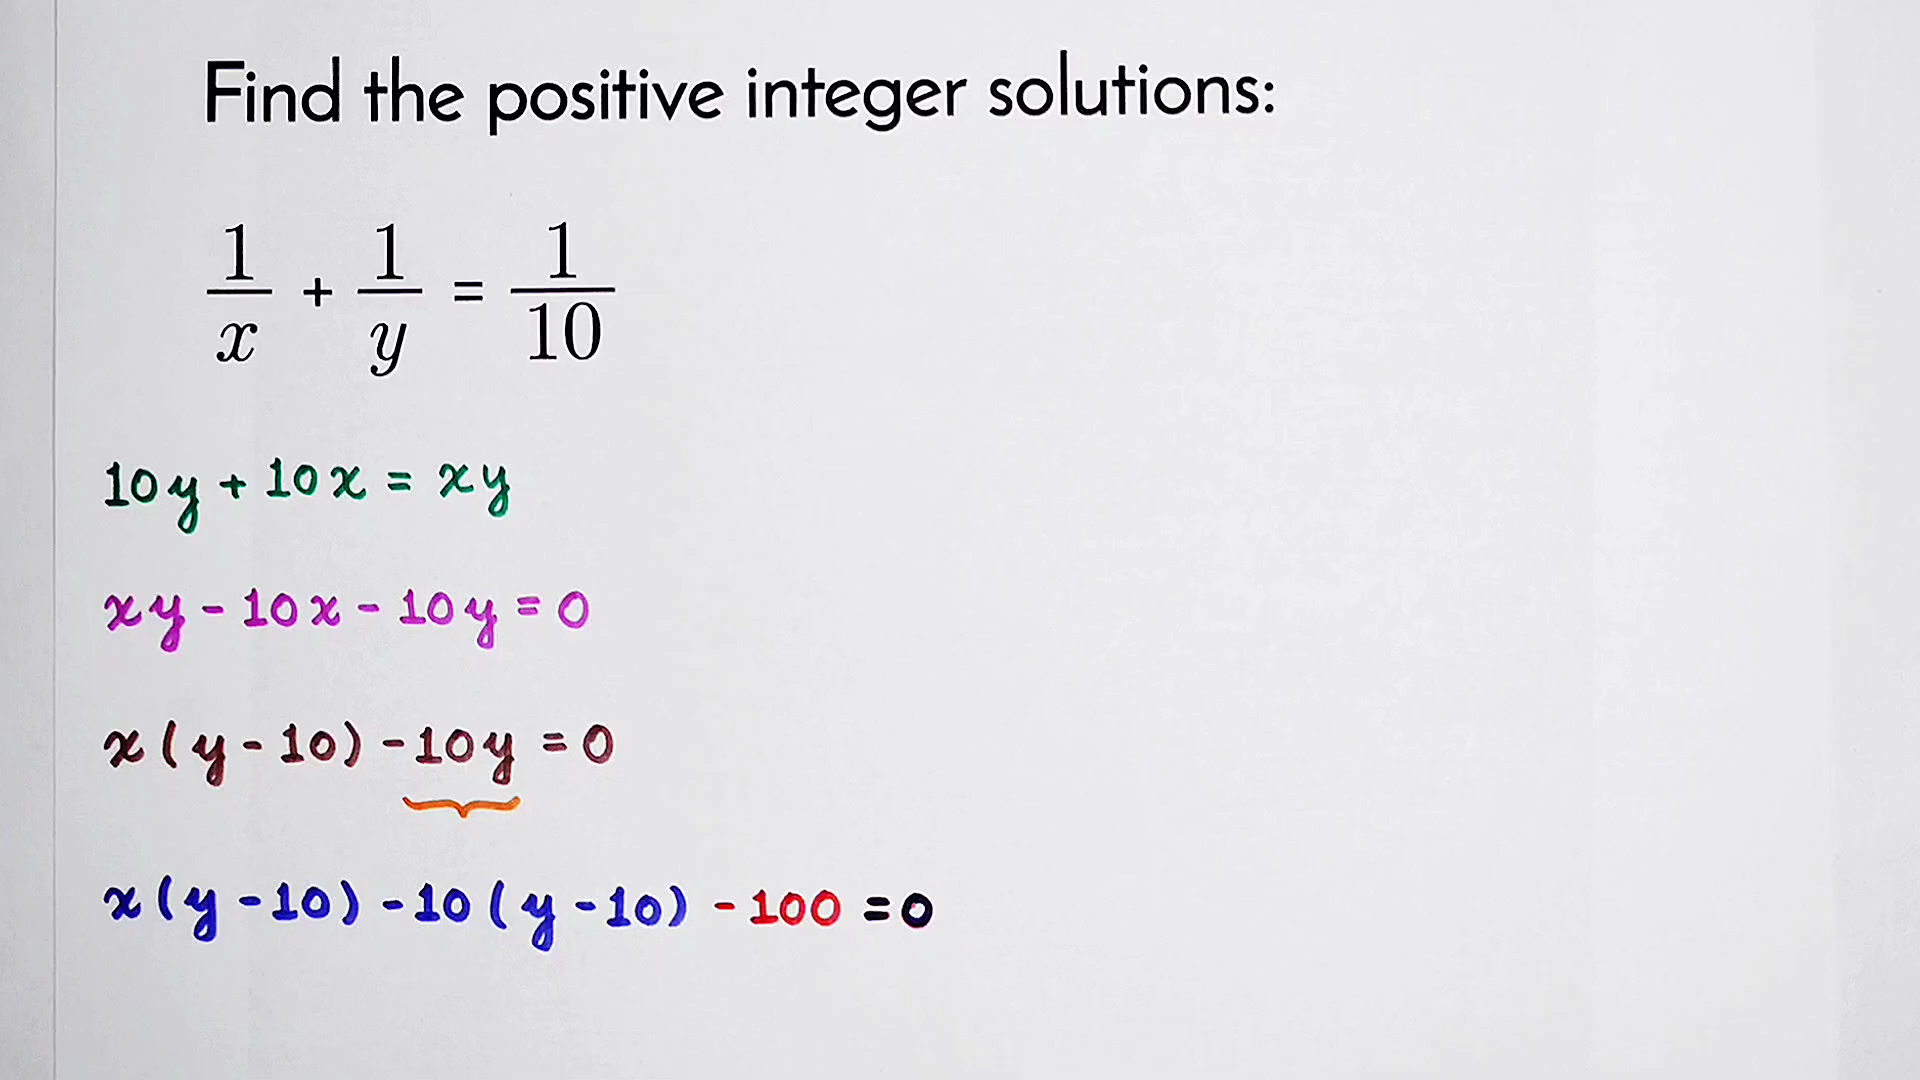 Find the positive integer solutions:
1/x + 1/y = 1/10
10y + 10x = xy
xy - 10x - 10y = 0
x(y - 10) - 10y = 0
x(y - 10) - 10(y - 10) - 100 = 0